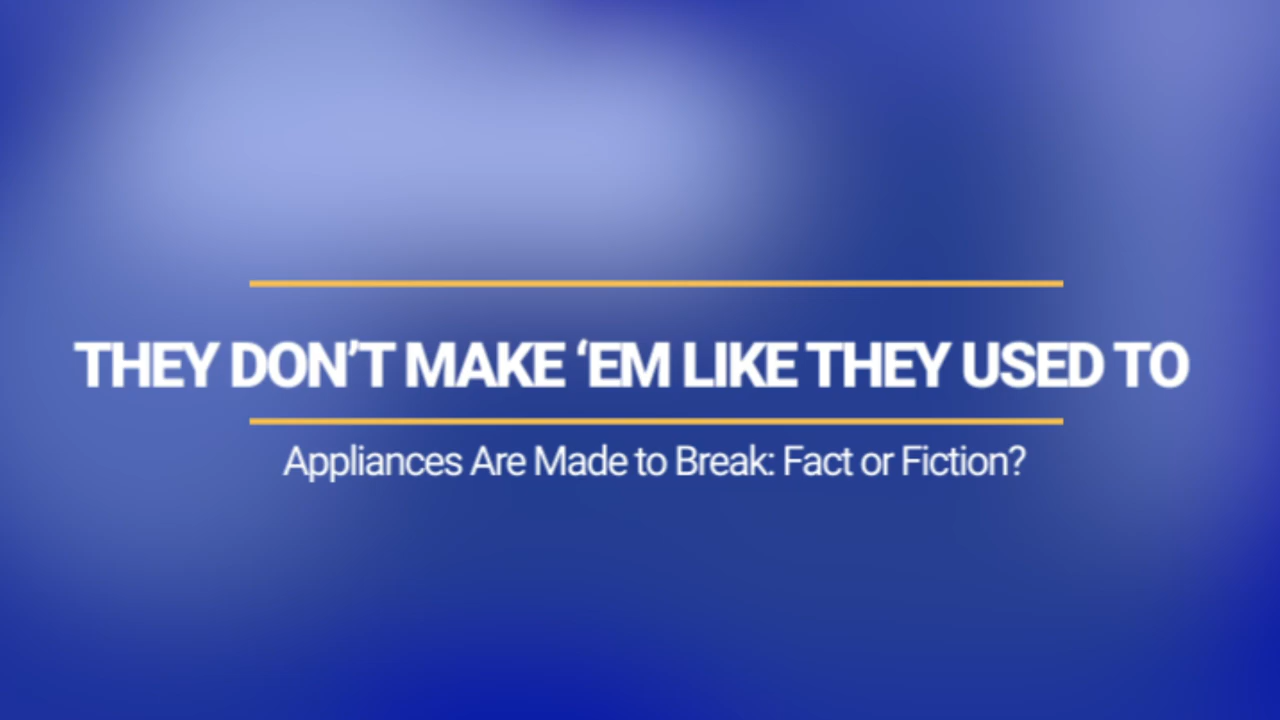 THEY DON’T MAKE ‘EM LIKE THEY USED TO
Appliances Are Made to Break: Fact or Fiction?